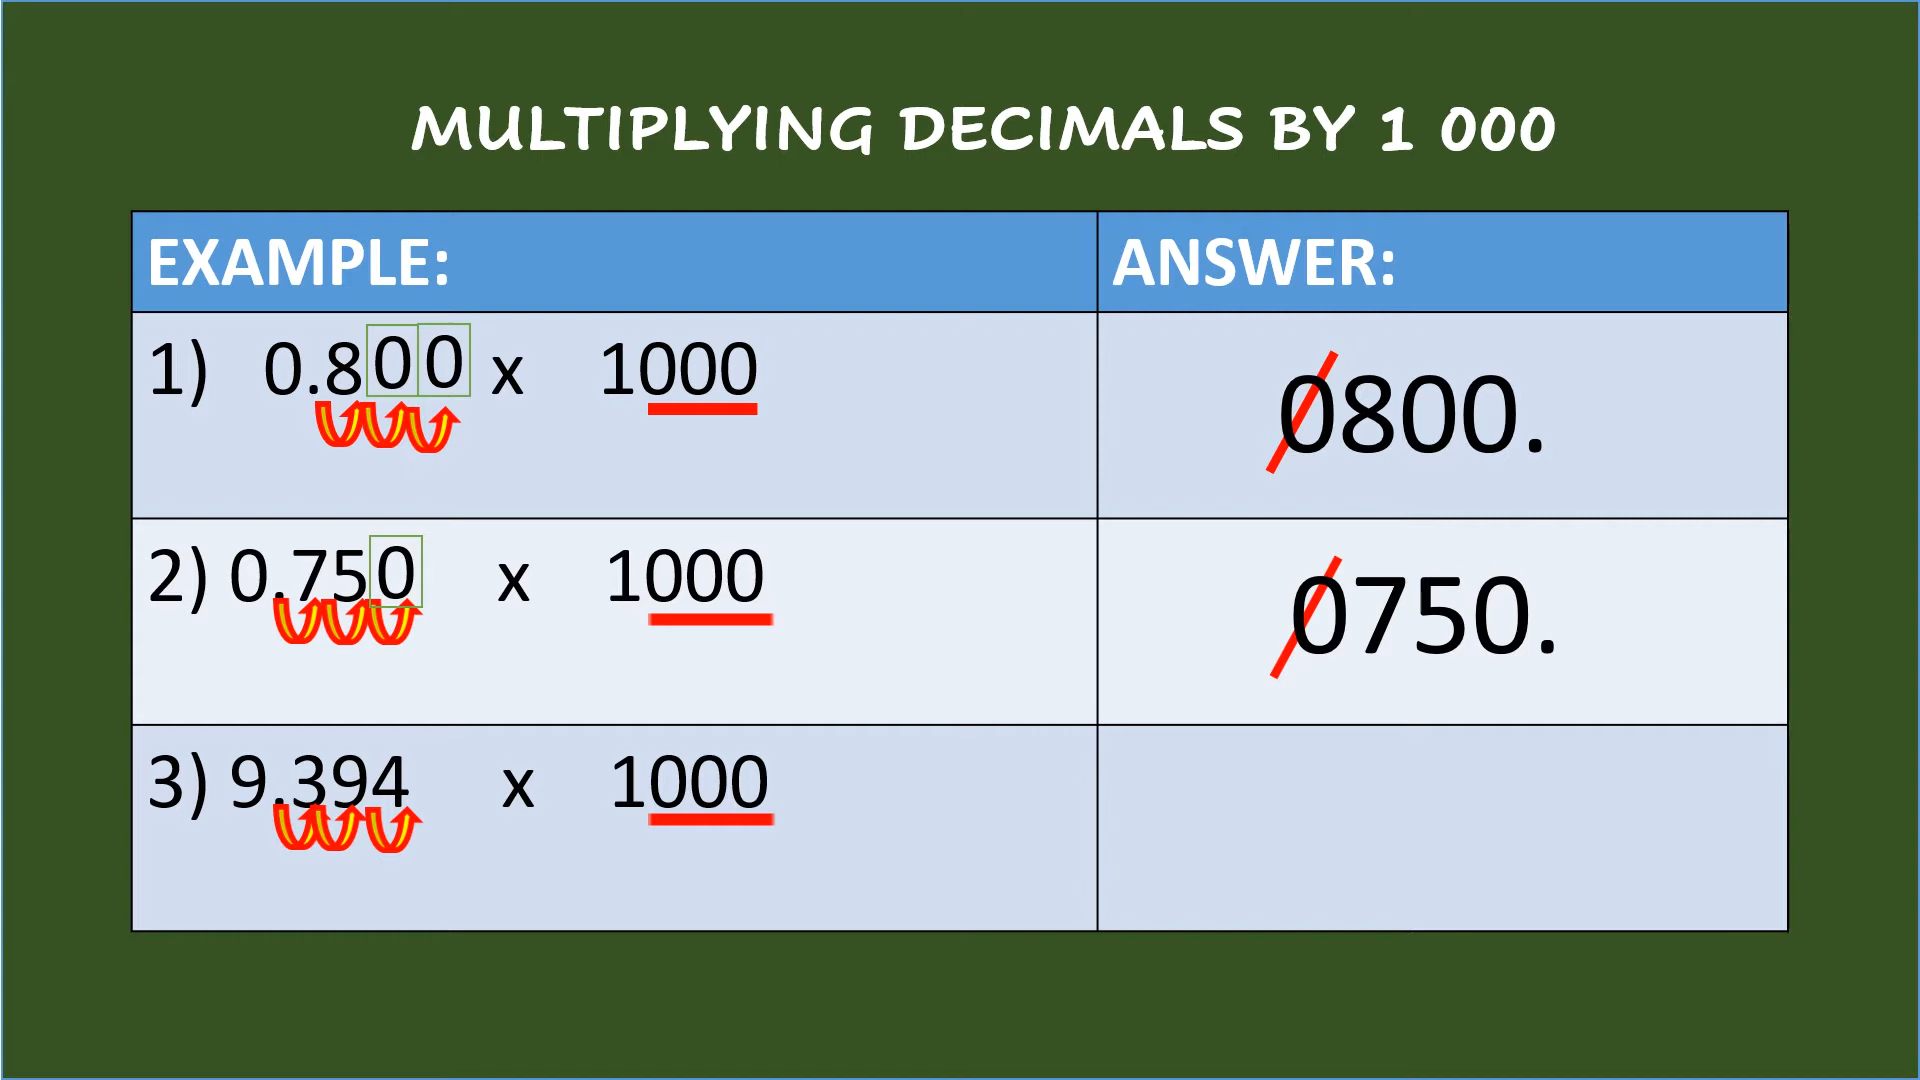 MULTIPLYING DECIMALS BY 1 000
EXAMPLE: ANSWER:
1) 0.800 x 1000 0800.
2) 0.750 x 1000 0750.
3) 9.394 x 1000